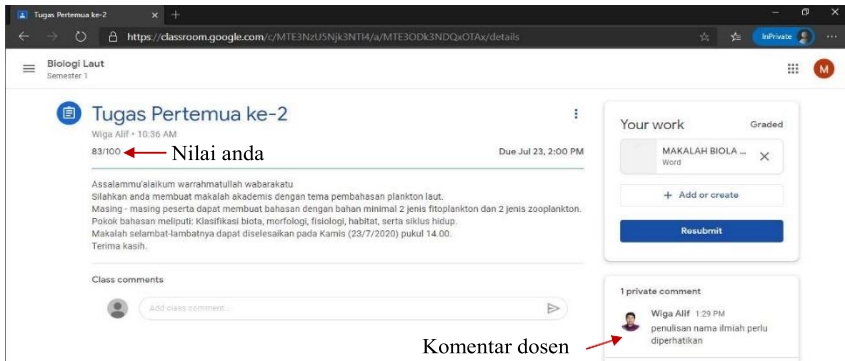 Tugas Pertemua ke-2
https://classroom.google.com/c/MTE3NzU5Njk3NTI4/a/MTE3ODk3NDQxOTAx/details
InPrivate
Biologi Laut
Semester 1
M
Tugas Pertemua ke-2
Wiga Alif • 10:36 AM
83/100
Nilai anda
Due Jul 23, 2:00 PM
Assalammu'alaikum warrahmatullah wabarakatu
Silahkan anda membuat makalah akademis dengan tema pembahasan plankton laut.
Masing - masing peserta dapat membuat bahasan dengan bahan minimal 2 jenis fitoplankton dan 2 jenis zooplankton.
Pokok bahasan meliputi: Klasifikasi biota, morfologi, fisiologi, habitat, serta siklus hidup.
Makalah selambat-lambatnya dapat diselesaikan pada Kamis (23/7/2020) pukul 14.00.
Terima kasih.
Class comments
Add class comment...
Your work
Graded
MAKALAH BIOLA ...
Word
+ Add or create
Resubmit
1 private comment
Wiga Alif 1:29 PM
penulisan nama ilmiah perlu
diperhatikan
Komentar dosen